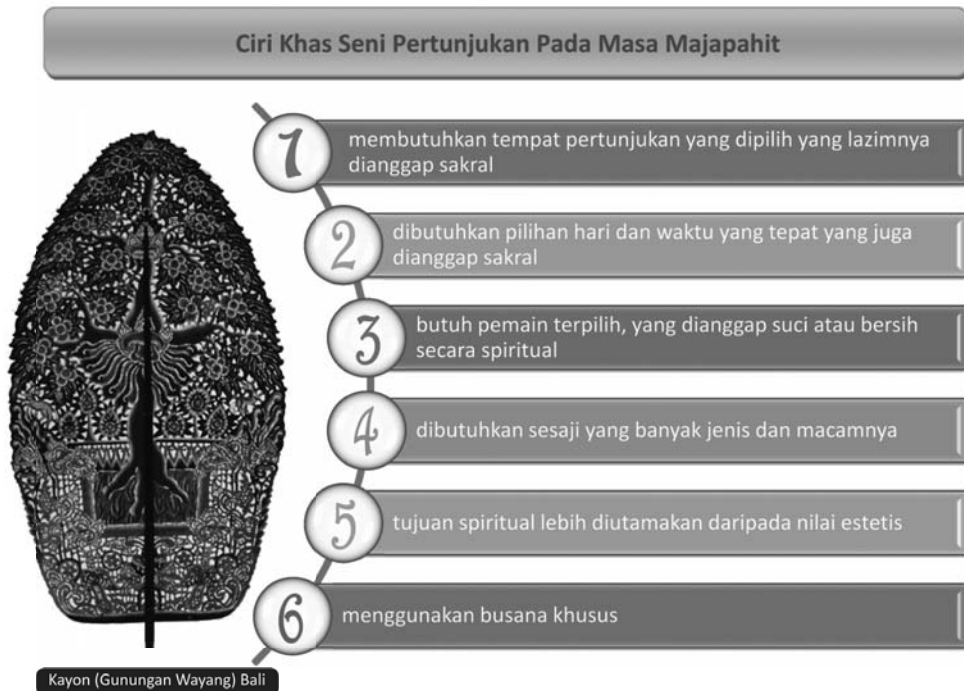 Ciri Khas Seni Pertunjukan Pada Masa Majapahit
1
membutuhkan tempat pertunjukan yang dipilih yang lazimnya
dianggap sakral
2
dibutuhkan pilihan hari dan waktu yang tepat yang juga
dianggap sakral
3
butuh pemain terpilih, yang dianggap suci atau bersih
secara spiritual
4
dibutuhkan sesaji yang banyak jenis dan macamnya
5
tujuan spiritual lebih diutamakan daripada nilai estetis
6
menggunakan busana khusus
Kayon (Gunungan Wayang) Bali